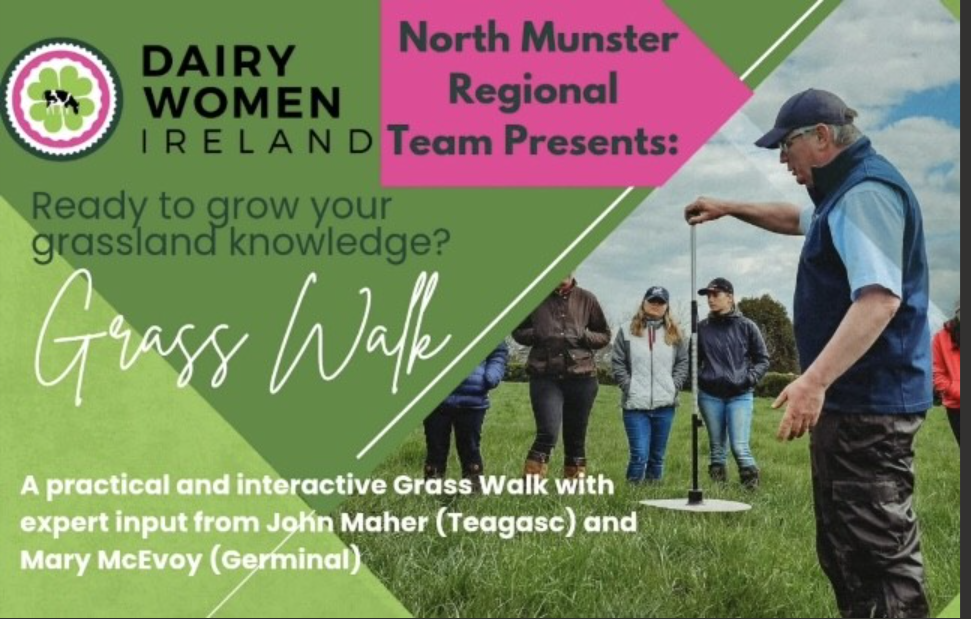 DAIRY
WOMEN
IRELAND
North Munster
Regional
Team Presents:
Ready to grow your
grassland knowledge?
Grass Walk
A practical and interactive Grass Walk with
expert input from John Maher (Teagasc) and
Mary McEvoy (Germinal)